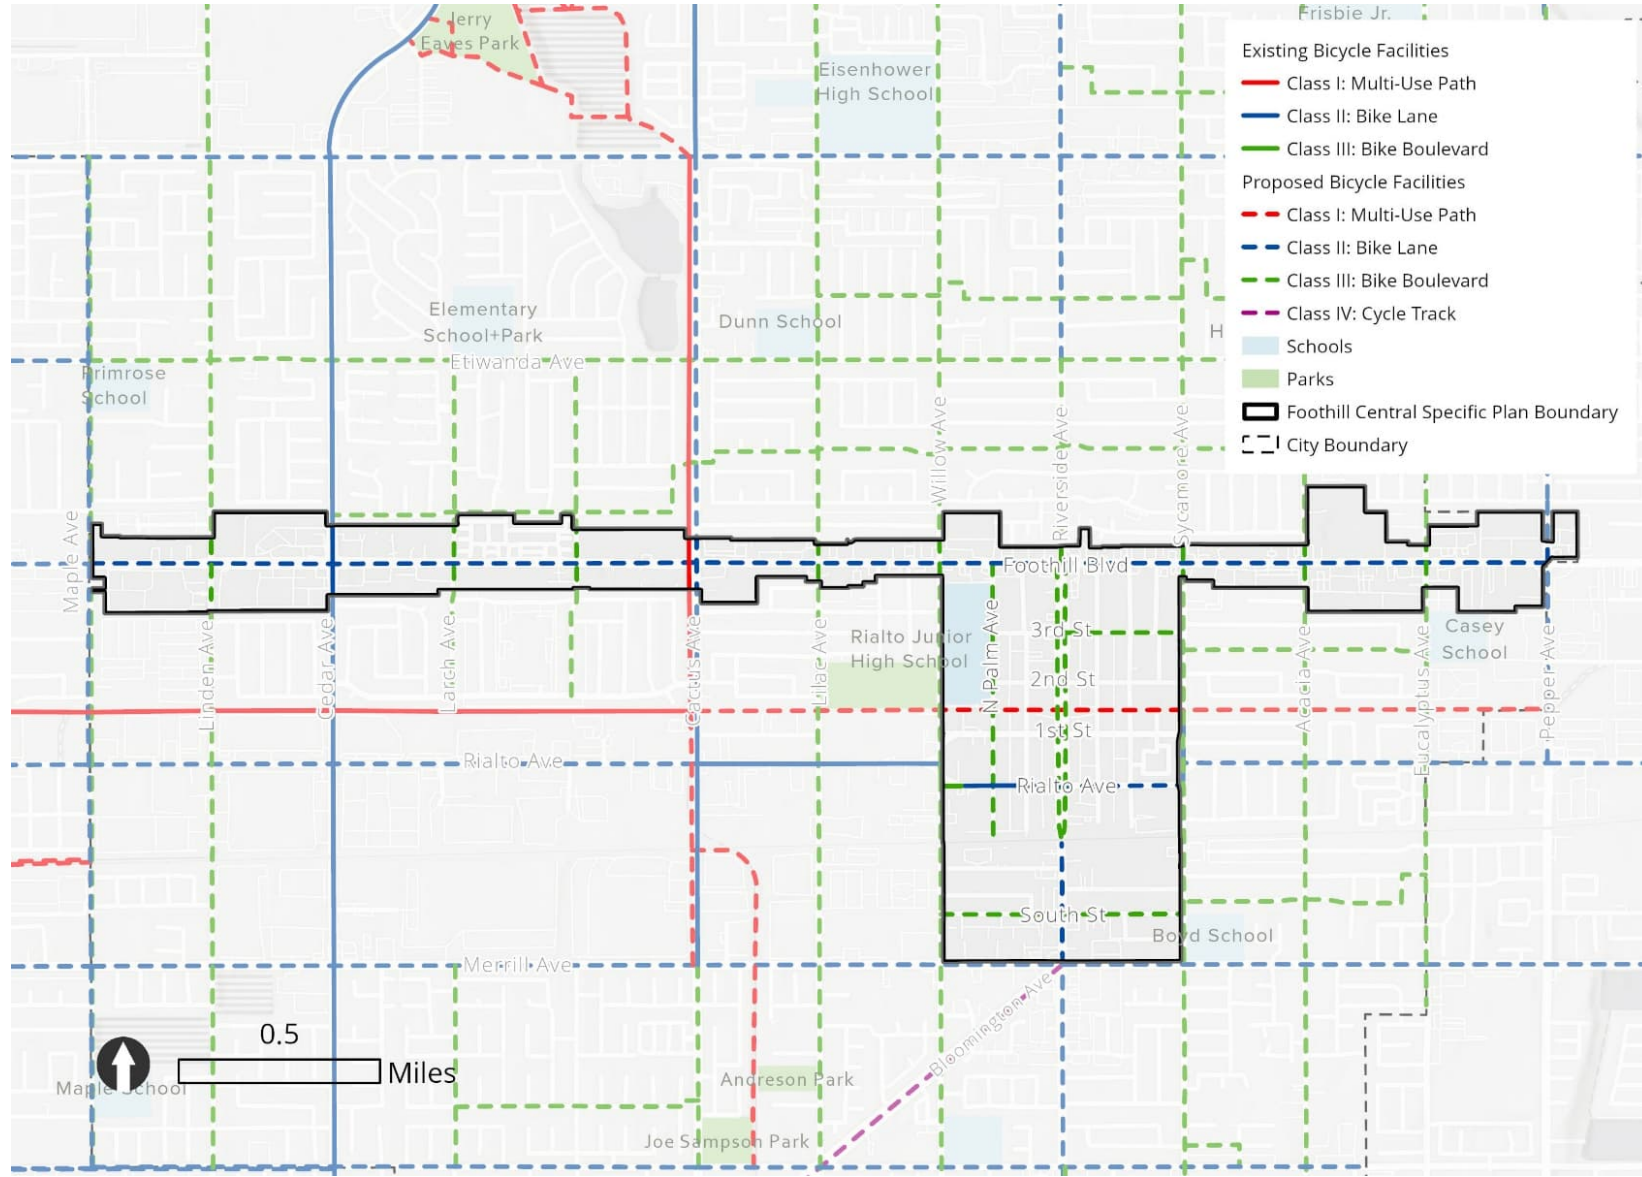 Jerry
Eaves Park
Frisbie Jr.
Eisenhower
High School
Existing Bicycle Facilities
Class I: Multi-Use Path
Class II: Bike Lane
Class III: Bike Boulevard
Proposed Bicycle Facilities
Class I: Multi-Use Path
Class II: Bike Lane
Class III: Bike Boulevard
Class IV: Cycle Track
Schools
Parks
Foothill Central Specific Plan Boundary
City Boundary
Elementary
School+Park
Dunn School
H
Etiwanda Ave
Primrose
School
Willow Ave
Riverside Ave
Sycamore Ave
Maple Ave
Foothill Blvd
Linden Ave
Cedar Ave
Larch Ave
Cactus Ave
Lilac Ave
Rialto Junior
High School
N Palm Ave
3rd St
2nd St
1st St
Acacia Ave
Eucalyptus Ave
Casey
School
Pepper Ave
Rialto Ave
Rialto Ave
South St
Boyd School
Merrill Ave
Bloomington Ave
0.5
Miles
Maple School
Andreson Park
Joe Sampson Park